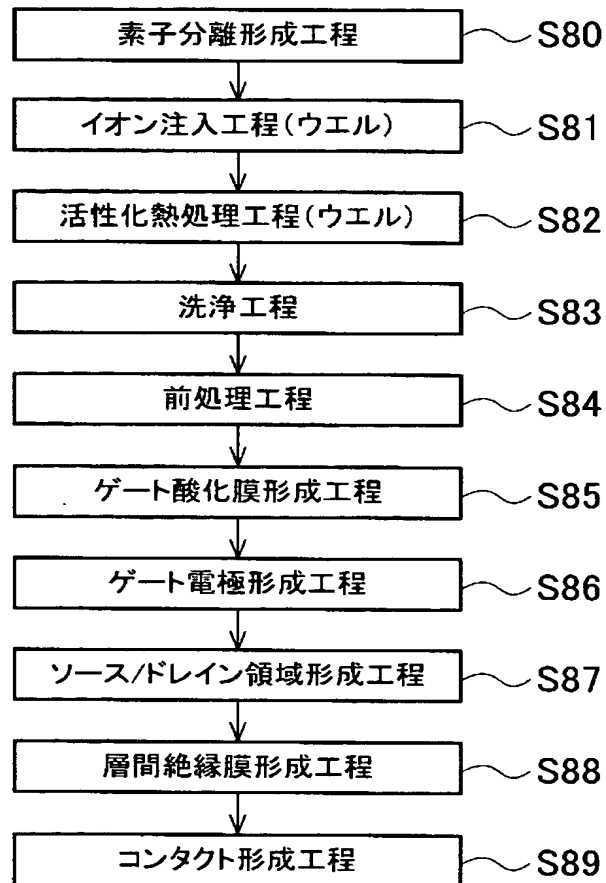 素子分離形成工程 S80
イオン注入工程(ウエル) S81
活性化熱処理工程(ウエル) S82
洗浄工程 S83
前処理工程 S84
ゲート酸化膜形成工程 S85
ゲート電極形成工程 S86
ソース/ドレイン領域形成工程 S87
層間絶縁膜形成工程 S88
コンタクト形成工程 S89